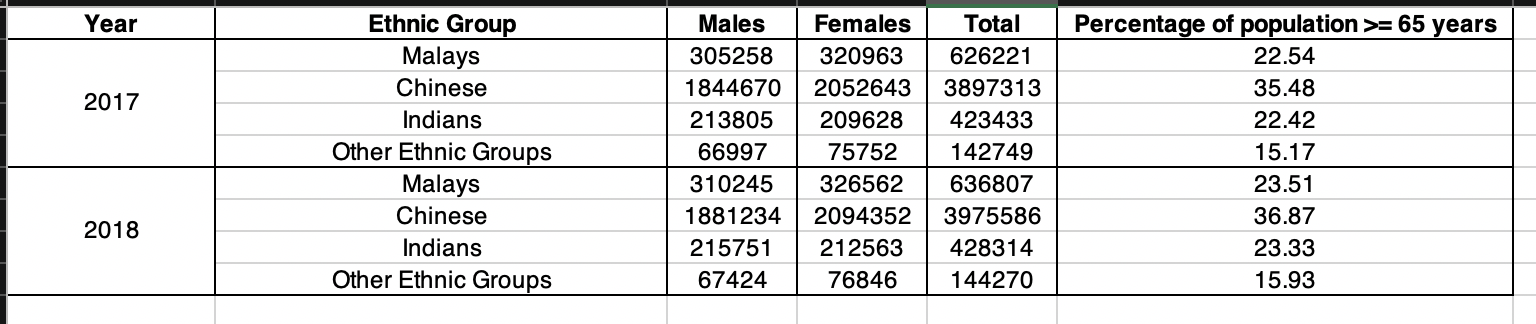 Year Ethnic Group Males Females Total Percentage of population >= 65 years
2017
Malays 305258 320963 626221 22.54
Chinese 1844670 2052643 3897313 35.48
Indians 213805 209628 423433 22.42
Other Ethnic Groups 66997 75752 142749 15.17
2018
Malays 310245 326562 636807 23.51
Chinese 1881234 2094352 3975586 36.87
Indians 215751 212563 428314 23.33
Other Ethnic Groups 67424 76846 144270 15.93